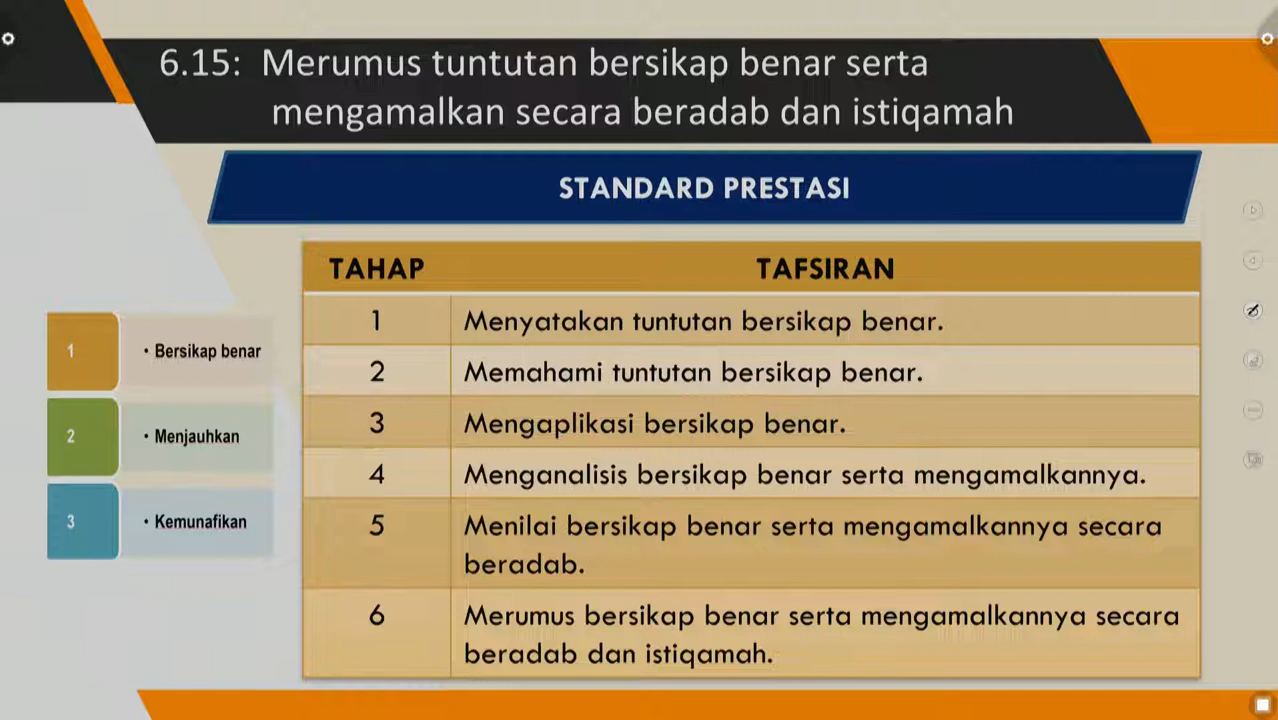 6.15: Merumus tuntutan bersikap benar serta
mengamalkan secara beradab dan istiqamah
STANDARD PRESTASI
1
• Bersikap benar
2
• Menjauhkan
3
• Kemunafikan
TAHAP TAFSIRAN
1 Menyatakan tuntutan bersikap benar.
2 Memahami tuntutan bersikap benar.
3 Mengaplikasi bersikap benar.
4 Menganalisis bersikap benar serta mengamalkannya.
5 Menilai bersikap benar serta mengamalkannya secara
beradab.
6 Merumus bersikap benar serta mengamalkannya secara
beradab dan istiqamah.